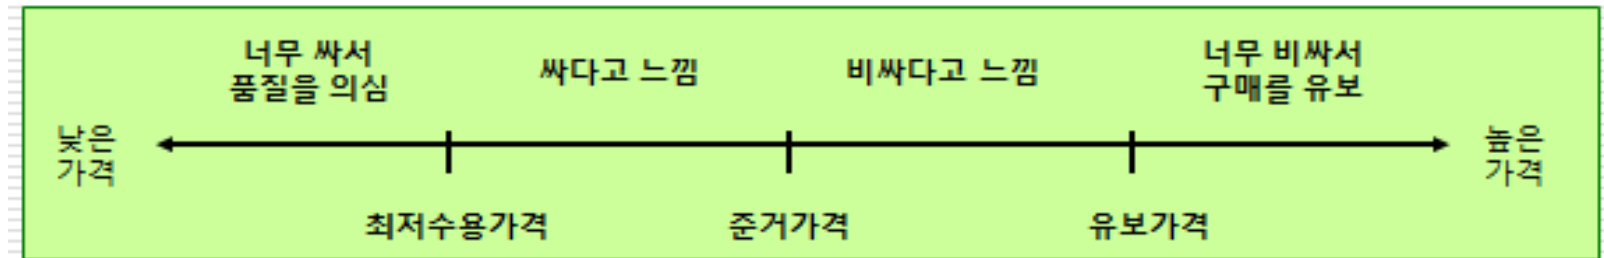 너무 싸서
품질을 의심
싸다고 느낌
비싸다고 느낌
너무 비싸서
구매를 유보
낮은
가격
높은
가격
최저수용가격
준거가격
유보가격